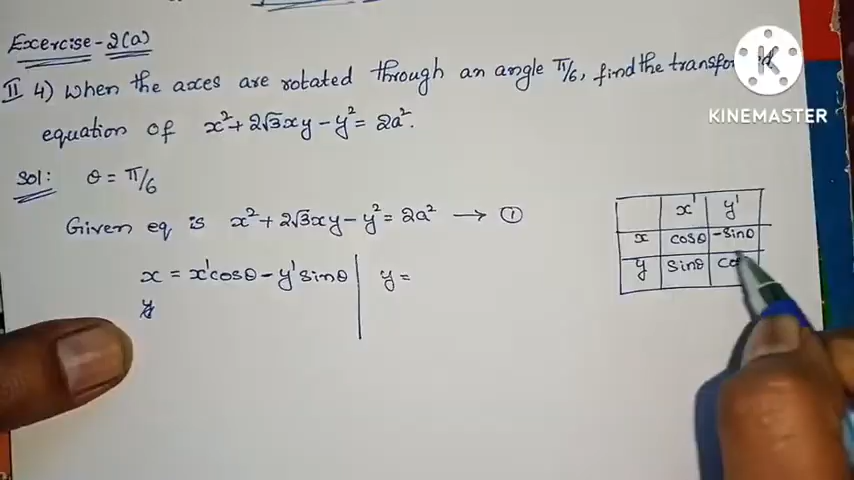 Exercise-2(a)
II 4) When the axes are rotated through an angle π/6, find the
equation of x²+2√3xy-y²=2a².
Sol: θ = π/6
Given eq is x²+2√3xy-y²=2a² → ①
x = x'cosθ - y'sinθ | y =
x' y'
x cosθ -sinθ
y sinθ
K
KINEMASTER